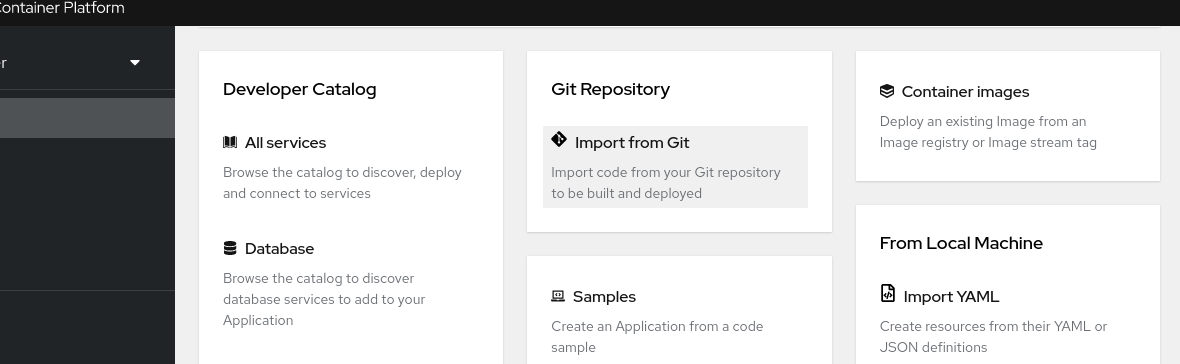 Container Platform
Developer Catalog
All services
Browse the catalog to discover, deploy
and connect to services
Database
Browse the catalog to discover
database services to add to your
Application
Git Repository
Import from Git
Import code from your Git repository
to be built and deployed
Samples
Create an Application from a code
sample
Container images
Deploy an existing Image from an
Image registry or Image stream tag
From Local Machine
Import YAML
Create resources from their YAML or
JSON definitions